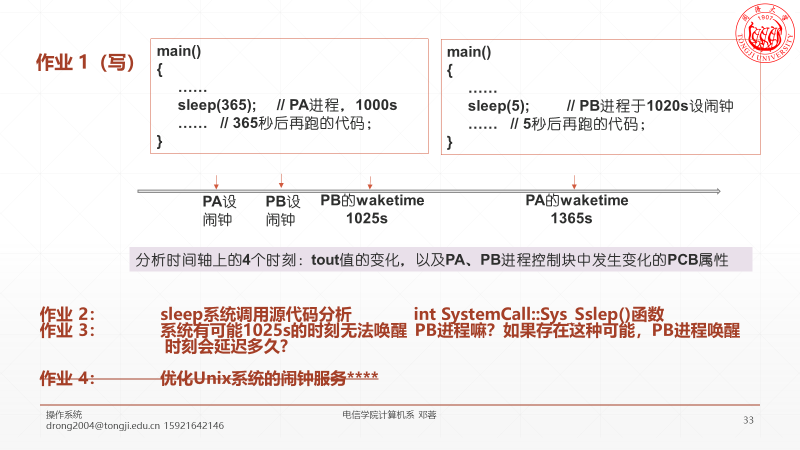 作业 1（写）
main()
{
……
sleep(365); // PA进程，1000s
…… // 365秒后再跑的代码；
}
main()
{
……
sleep(5); // PB进程于1020s设闹钟
…… // 5秒后再跑的代码；
}
同济大学
1907
TONGJI UNIVERSITY
PA设
闹钟
PB设
闹钟
PB的waketime
1025s
PA的waketime
1365s
分析时间轴上的4个时刻：tout值的变化，以及PA、PB进程控制块中发生变化的PCB属性
作业 2： sleep系统调用源代码分析 int SystemCall::Sys_Sslep()函数
作业 3： 系统有可能1025s的时刻无法唤醒 PB进程嘛？如果存在这种可能，PB进程唤醒
时刻会延迟多久？
作业 4： 优化Unix系统的闹钟服务****
操作系统
drong2004@tongji.edu.cn 15921642146
电信学院计算机系 邓蓉
33